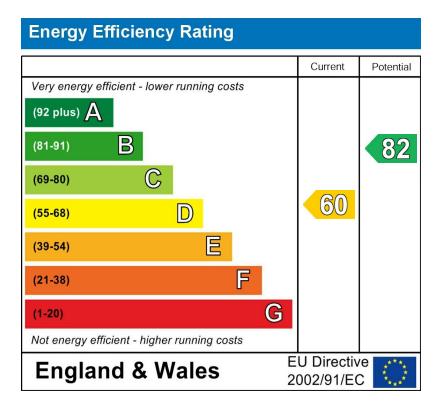 Energy Efficiency Rating
Current Potential
Very energy efficient - lower running costs
(92 plus) A
(81-91) B
(69-80) C
(55-68) D
(39-54) E
(21-38) F
(1-20) G
60
82
Not energy efficient - higher running costs
England & Wales
EU Directive
2002/91/EC